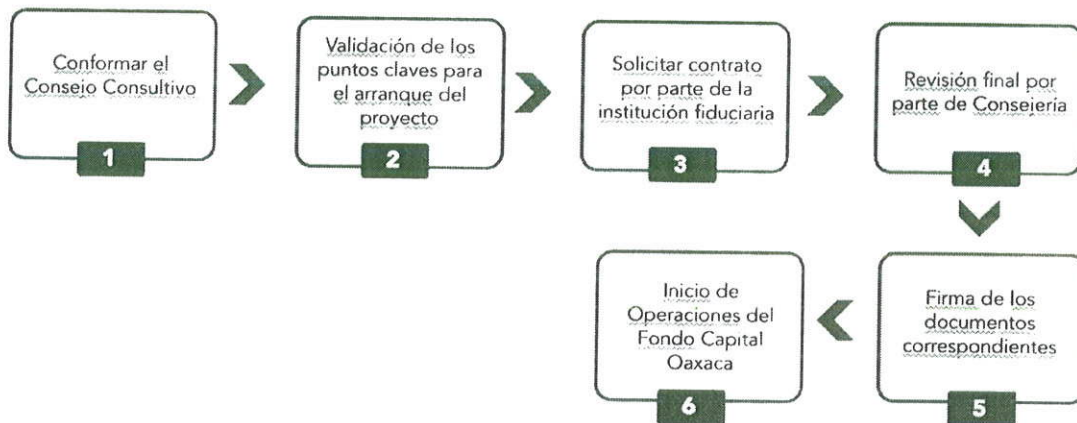 Conformar el
Consejo Consultivo
1
Validación de los
puntos claves para
el arranque del
proyecto
2
Solicitar contrato
por parte de la
institución fiduciaria
3
Revisión final por
parte de Consejería
4
Firma de los
documentos
correspondientes
5
Inicio de
Operaciones del
Fondo Capital
Oaxaca
6